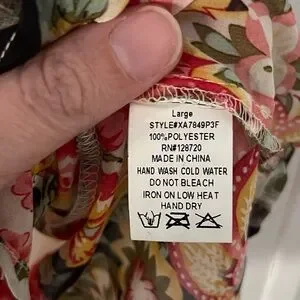 Large
STYLE#XA7849P3F
100%POLYESTER
RN#128720
MADE IN CHINA
HAND WASH COLD WATER
DO NOT BLEACH
IRON ON LOW HEAT
HAND DRY